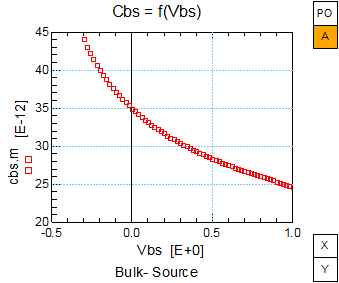 Cbs = f(Vbs)
PO
A
45
40
35
30
25
20
cbs.m [E-12]
-0.5
0.0
0.5
1.0
Vbs [E+0]
Bulk- Source
X
Y